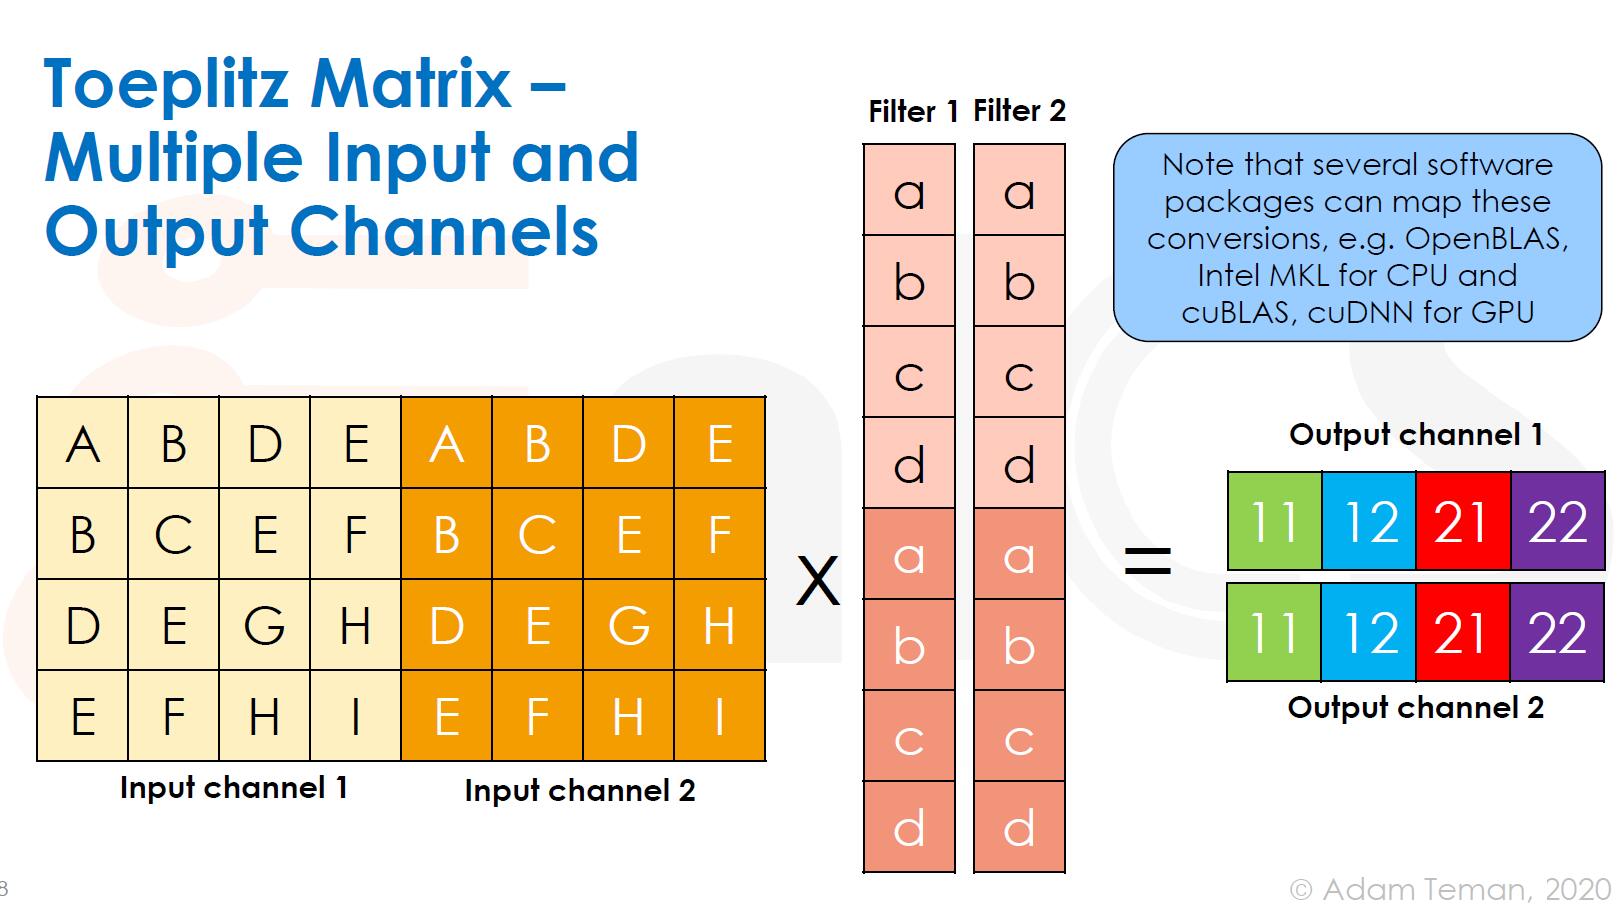 Toeplitz Matrix –
Multiple Input and
Output Channels
Filter 1 Filter 2
Note that several software
packages can map these
conversions, e.g. OpenBLAS,
Intel MKL for CPU and
cuBLAS, cuDNN for GPU
A B D E A B D E
B C E F B C E F
D E G H D E G H
E F H I E F H I
Input channel 1
Input channel 2
X
a a
b b
c c
d d
a a
b b
c c
d d
=
Output channel 1
11 12 21 22
11 12 21 22
Output channel 2
8
© Adam Teman, 2020